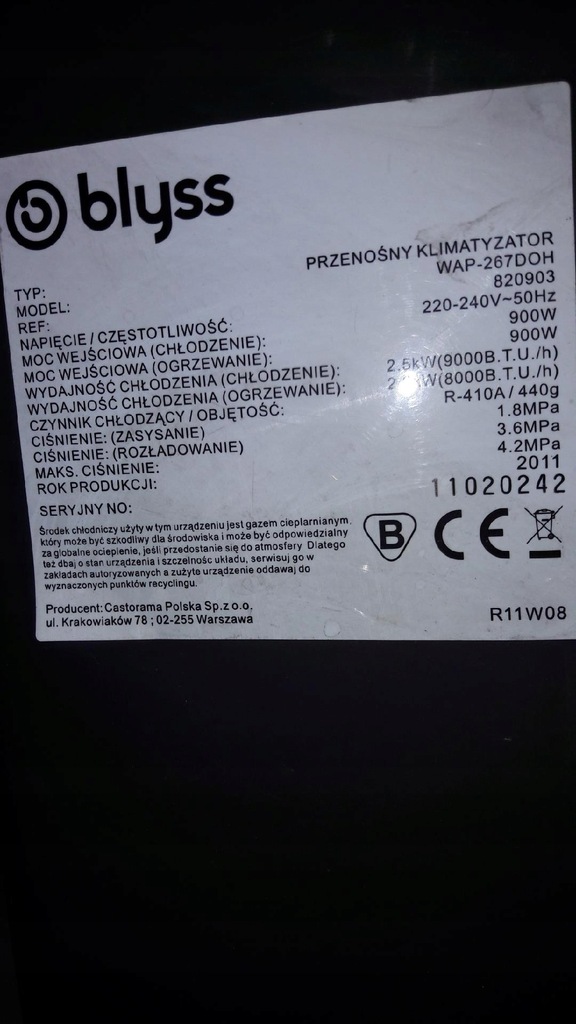 blyss
TYP: PRZENOŚNY KLIMATYZATOR
MODEL: WAP-267DOH
REF: 820903
NAPIĘCIE / CZĘSTOTLIWOŚĆ: 220-240V~50Hz
MOC WEJŚCIOWA (CHŁODZENIE): 900W
MOC WEJŚCIOWA (OGRZEWANIE): 900W
WYDAJNOŚĆ CHŁODZENIA (CHŁODZENIE): 2.5kW(9000B.T.U./h)
WYDAJNOŚĆ CHŁODZENIA (OGRZEWANIE): (8000B.T.U./h)
CZYNNIK CHŁODZĄCY / OBJĘTOŚĆ: R-410A / 440g
CIŚNIENIE: (ZASYSANIE) 1.8MPa
CIŚNIENIE: (ROZŁADOWANIE) 3.6MPa
MAKS. CIŚNIENIE: 4.2MPa
ROK PRODUKCJI: 2011
SERYJNY NO: 11020242
Środek chłodniczy użyty w tym urządzeniu jest gazem cieplarnianym,
który może być szkodliwy dla środowiska i może być odpowiedzialny
za globalne ocieplenie, jeśli przedostanie się do atmosfery Dlatego
też dbaj o stan urządzenia i szczelność układu, serwisuj go w
zakładach autoryzowanych a zużyte urządzenie oddawaj do
wyznaczonych punktów recyclingu.
B CE
Producent: Castorama Polska Sp.z o.o.
ul. Krakowiaków 78 ; 02-255 Warszawa
R11W08